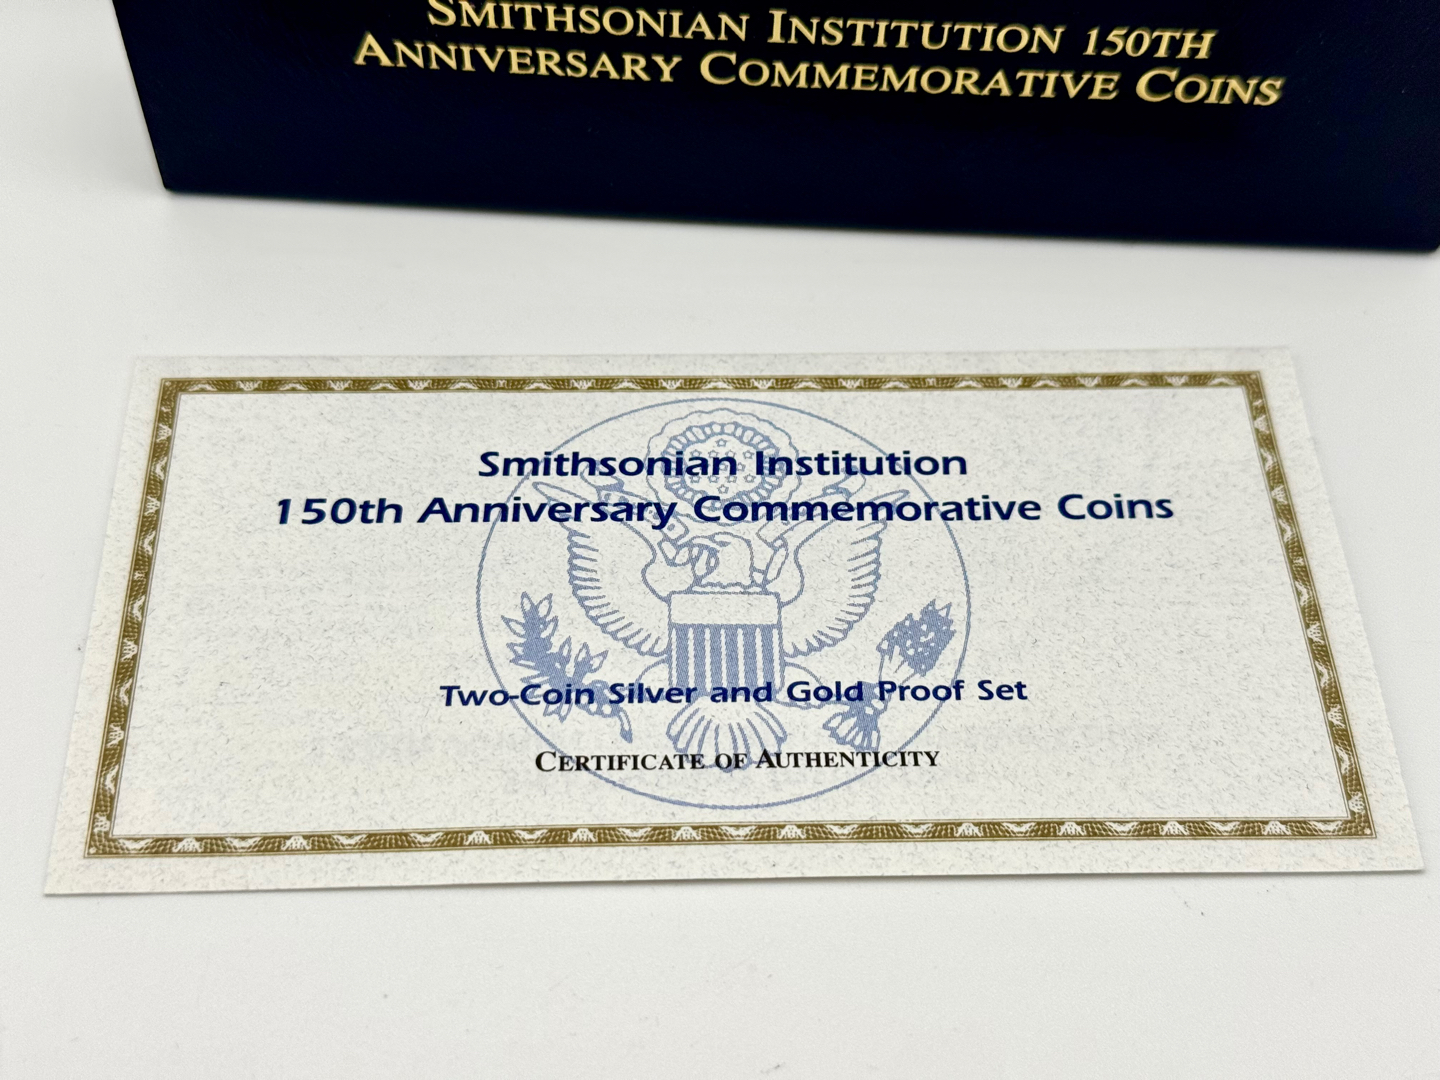 SMITHSONIAN INSTITUTION 150TH
ANNIVERSARY COMMEMORATIVE COINS
Smithsonian Institution
150th Anniversary Commemorative Coins
Two-Coin Silver and Gold Proof Set
CERTIFICATE OF AUTHENTICITY